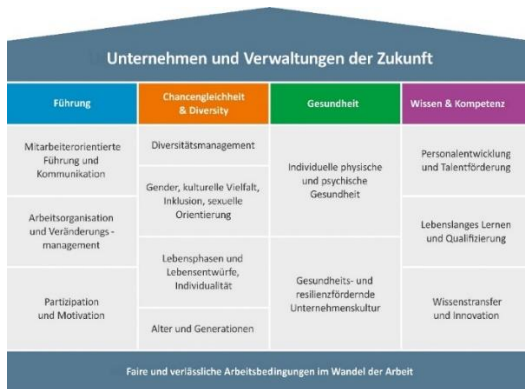 Unternehmen und Verwaltungen der Zukunft
Führung
Chancengleichheit
& Diversity
Gesundheit
Wissen & Kompetenz
Mitarbeiterorientierte
Führung und
Kommunikation
Arbeitsorganisation
und Veränderungs -
management
Partizipation
und Motivation
Diversitätsmanagement
Gender, kulturelle Vielfalt,
Inklusion, sexuelle
Orientierung
Lebensphasen und
Lebensentwürfe,
Individualität
Alter und Generationen
Individuelle physische
und psychische
Gesundheit
Gesundheits- und
resilienzfördernde
Unternehmenskultur
Personalentwicklung
und Talentförderung
Lebenslanges Lernen
und Qualifizierung
Wissenstransfer
und Innovation
Faire und verlässliche Arbeitsbedingungen im Wandel der Arbeit